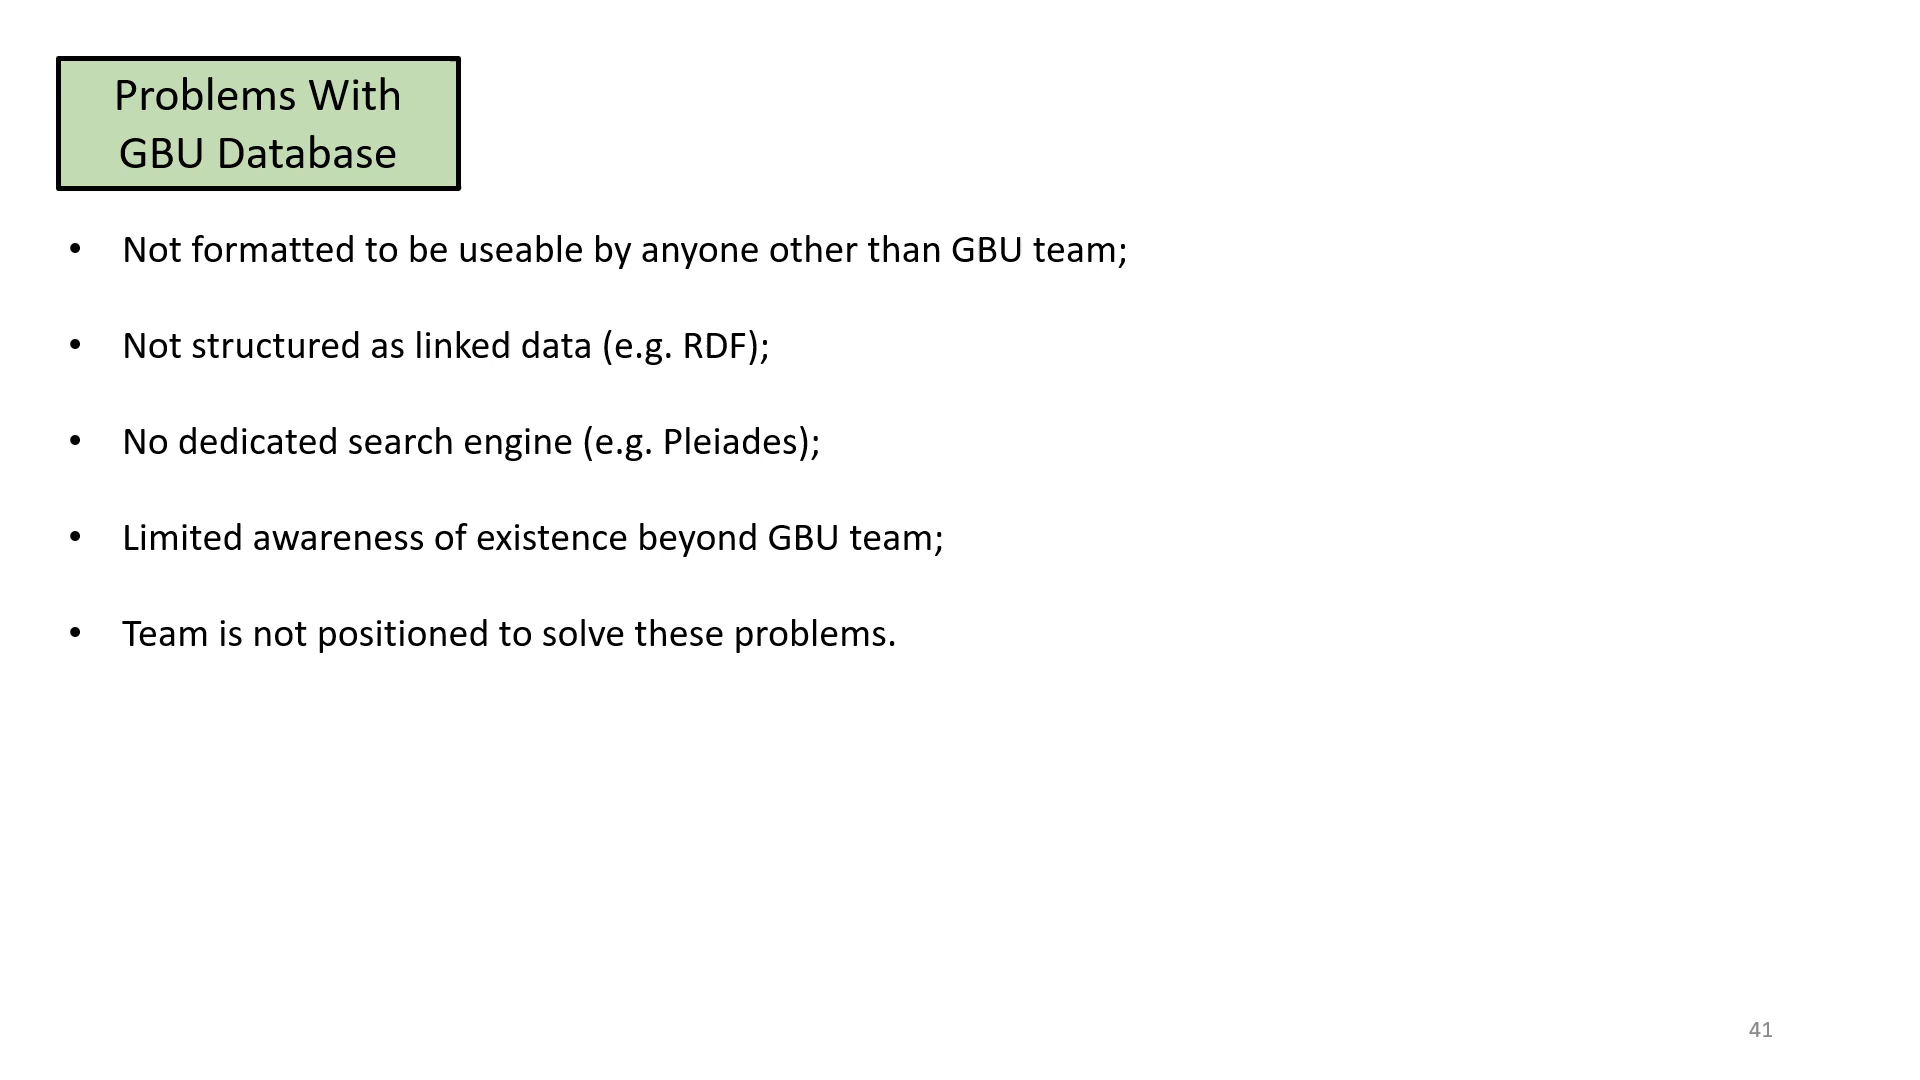 Problems With
GBU Database
• Not formatted to be useable by anyone other than GBU team;
• Not structured as linked data (e.g. RDF);
• No dedicated search engine (e.g. Pleiades);
• Limited awareness of existence beyond GBU team;
• Team is not positioned to solve these problems.
41